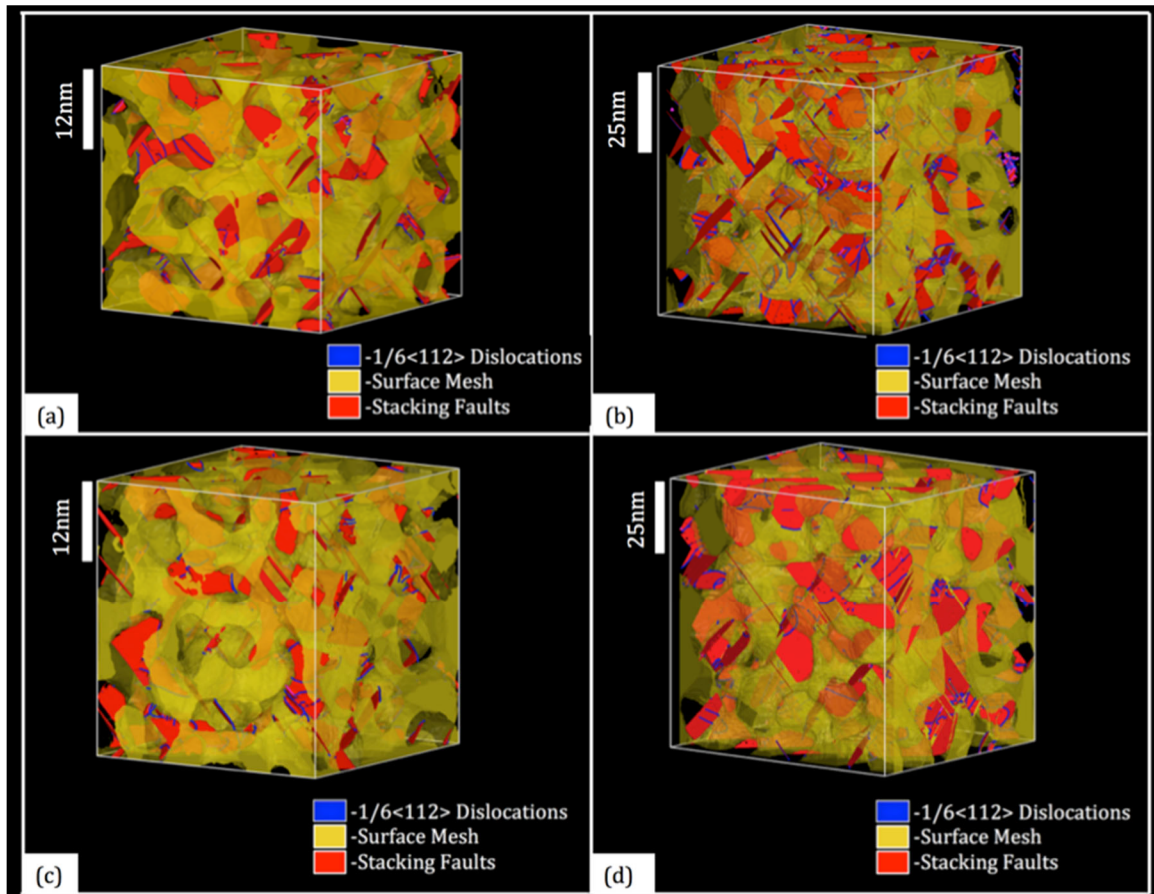 12nm
-1/6<112> Dislocations
-Surface Mesh
-Stacking Faults
(a)
25nm
-1/6<112> Dislocations
-Surface Mesh
-Stacking Faults
(b)
12nm
-1/6<112> Dislocations
-Surface Mesh
-Stacking Faults
(c)
25nm
-1/6<112> Dislocations
-Surface Mesh
-Stacking Faults
(d)